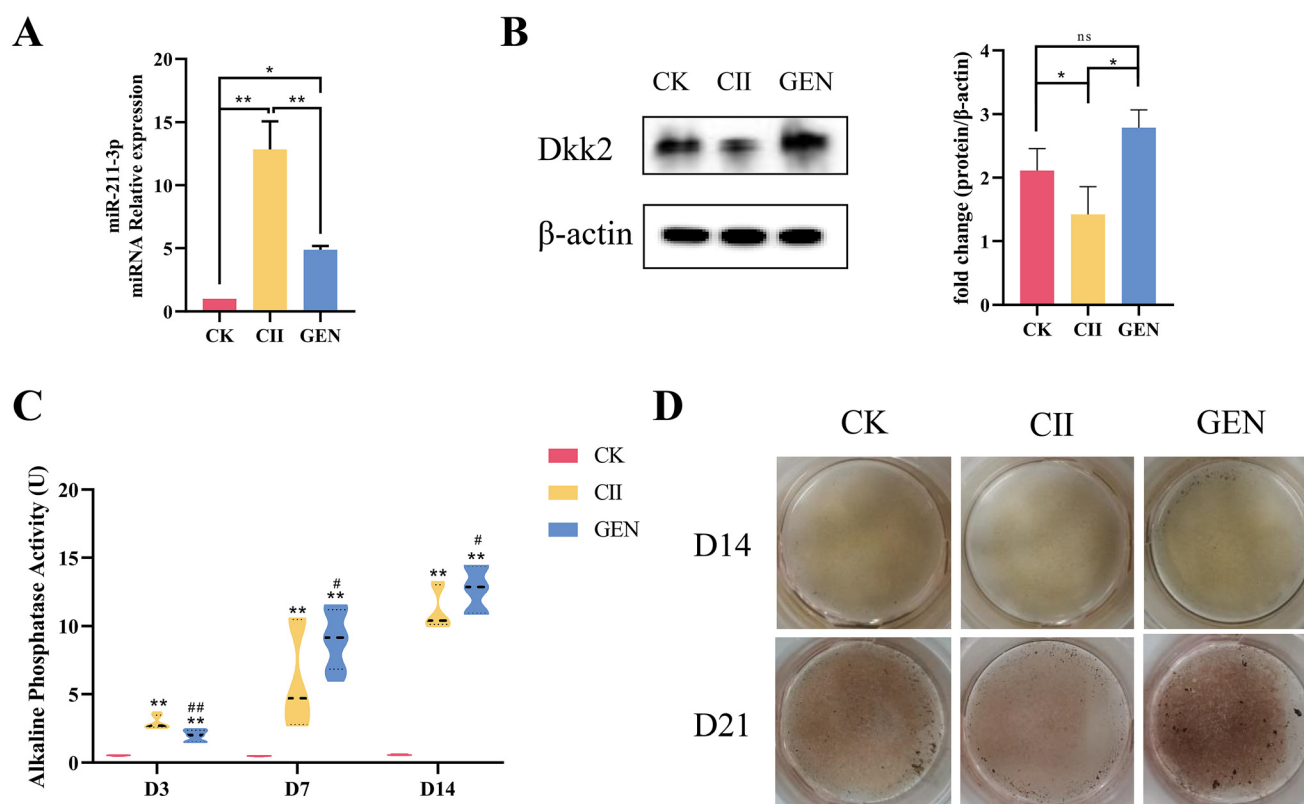 A
miR-211-3p
miRNA Relative expression
20
15
10
5
0
*
**
**
CK
CII
GEN
B
CK
CII
GEN
Dkk2
β-actin
fold change (protein/β-actin)
4
3
2
1
0
ns
*
*
CK
CII
GEN
C
Alkaline Phosphatase Activity (U)
20
15
10
5
0
**
##
**
**
#
**
**
#
**
D3
D7
D14
CK
CII
GEN
D
CK
CII
GEN
D14
D21